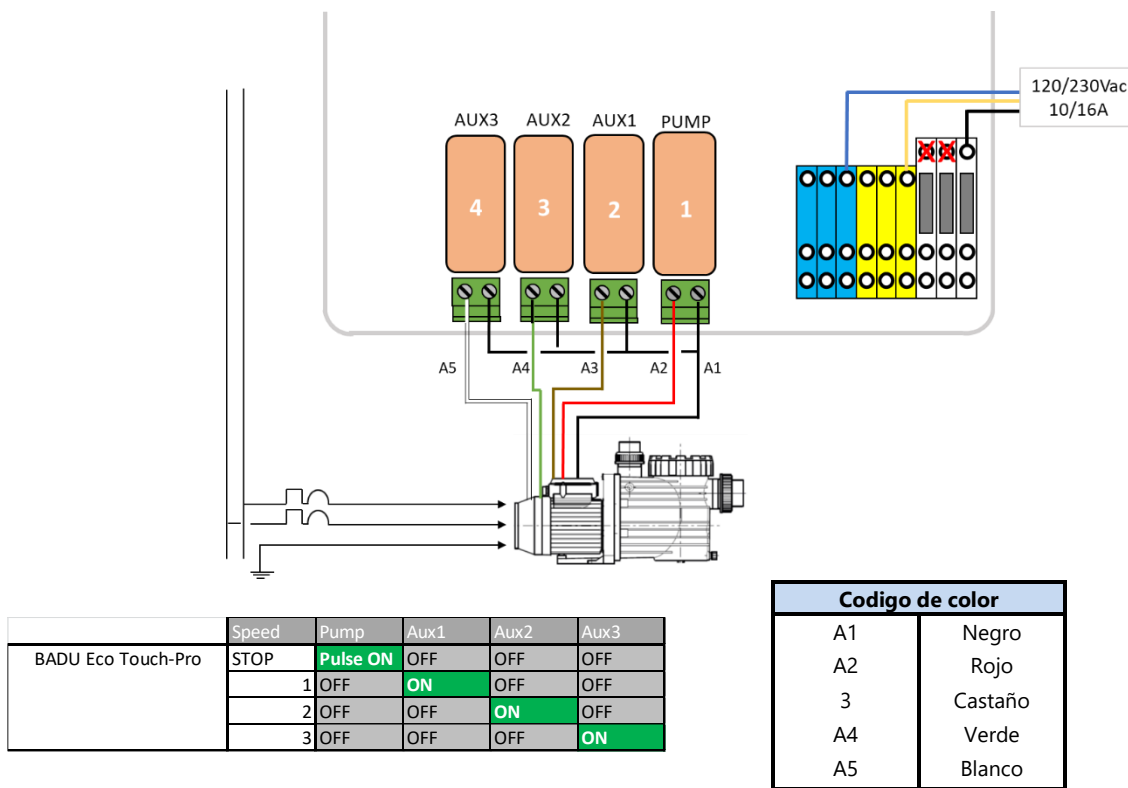 120/230Vac
10/16A
AUX3 AUX2 AUX1 PUMP
4 3 2 1
A5 A4 A3 A2 A1
Speed Pump Aux1 Aux2 Aux3
BADU Eco Touch-Pro STOP Pulse ON OFF OFF OFF
1 OFF ON OFF OFF
2 OFF OFF ON OFF
3 OFF OFF OFF ON
Codigo de color
A1 Negro
A2 Rojo
3 Castaño
A4 Verde
A5 Blanco